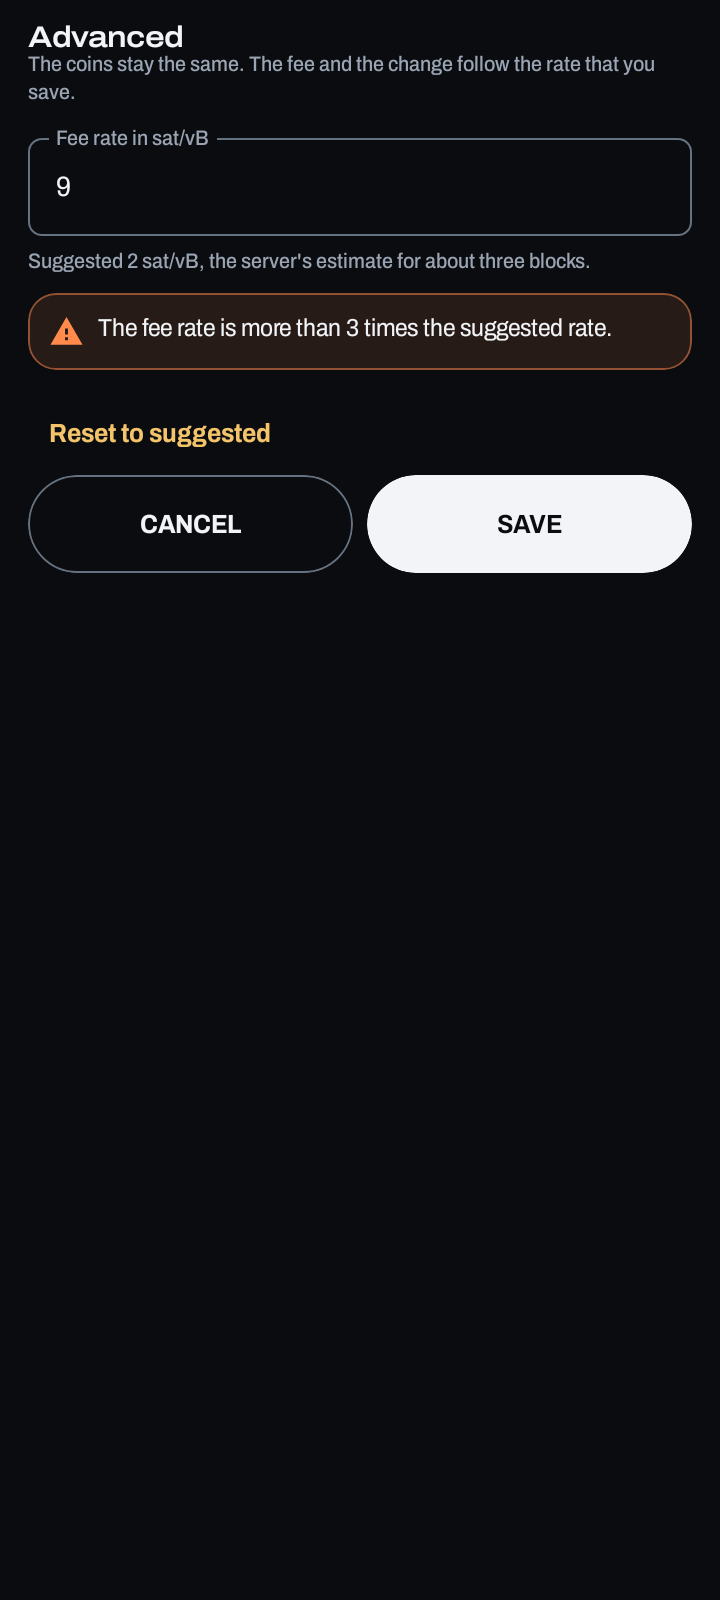 Advanced
The coins stay the same. The fee and the change follow the rate that you
save.
Fee rate in sat/vB
9
Suggested 2 sat/vB, the server's estimate for about three blocks.
The fee rate is more than 3 times the suggested rate.
Reset to suggested
CANCEL
SAVE